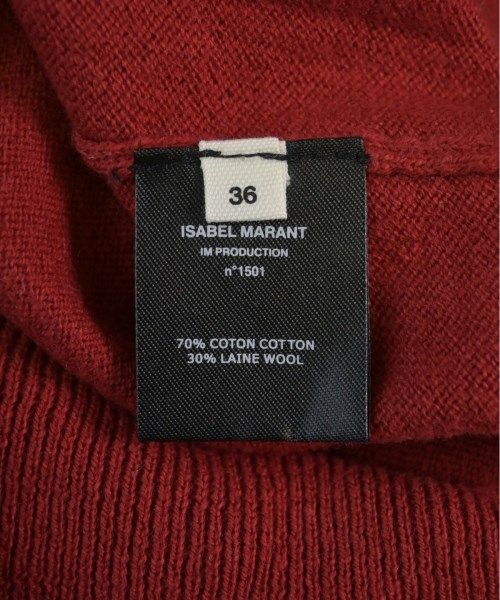 36
ISABEL MARANT
IM PRODUCTION
n°1501
70% COTON COTTON
30% LAINE WOOL